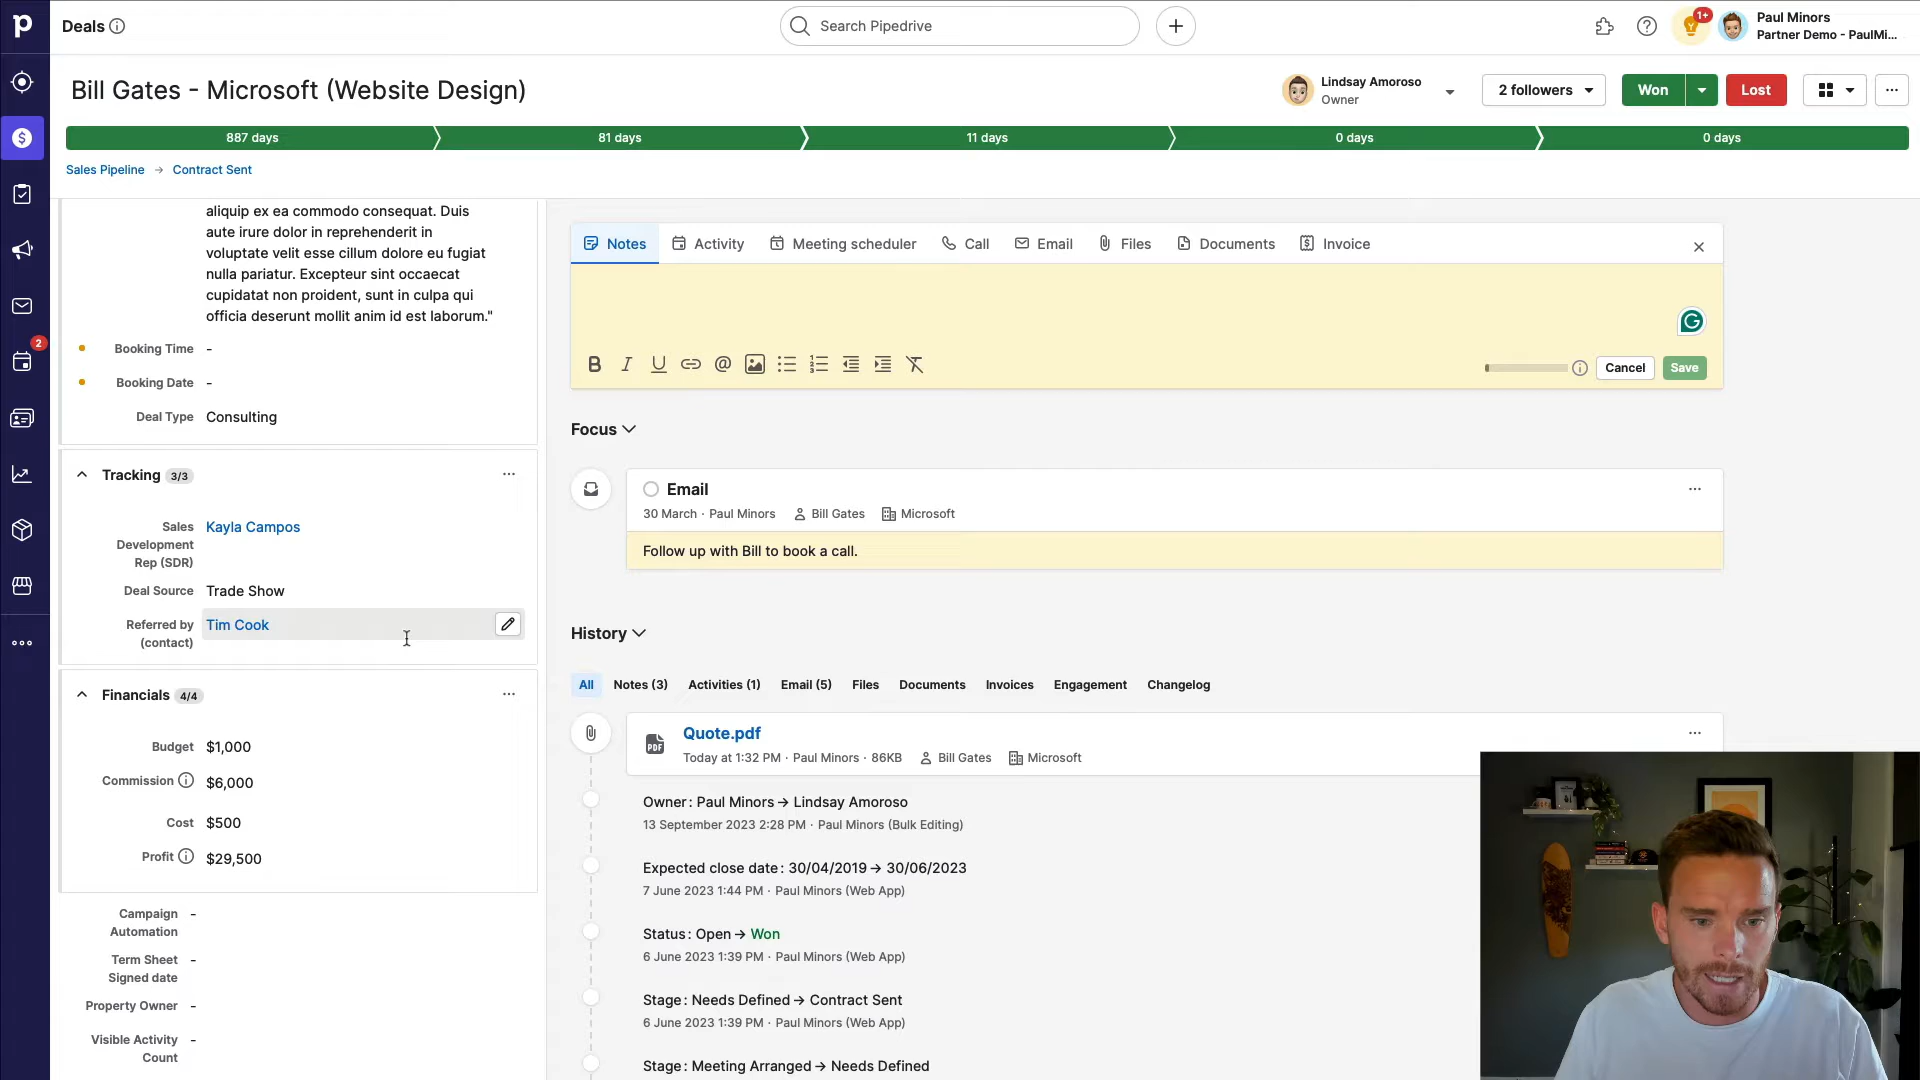 Deals
Search Pipedrive
1+
Paul Minors
Partner Demo - PaulMi...
Bill Gates - Microsoft (Website Design)
Lindsay Amoroso
Owner
2 followers
Won
Lost
887 days
81 days
11 days
0 days
0 days
Sales Pipeline → Contract Sent
aliquip ex ea commodo consequat. Duis
aute irure dolor in reprehenderit in
voluptate velit esse cillum dolore eu fugiat
nulla pariatur. Excepteur sint occaecat
cupidatat non proident, sunt in culpa qui
officia deserunt mollit anim id est laborum."
Booking Time -
Booking Date -
Deal Type Consulting
Tracking 3/3
Sales
Development
Rep (SDR)
Kayla Campos
Deal Source Trade Show
Referred by
(contact)
Tim Cook
Financials 4/4
Budget $1,000
Commission $6,000
Cost $500
Profit $29,500
Campaign
Automation
-
Term Sheet
Signed date
-
Property Owner -
Visible Activity
Count
-
2
Notes
Activity
Meeting scheduler
Call
Email
Files
Documents
Invoice
Cancel
Save
Focus
Email
30 March · Paul Minors Bill Gates Microsoft
Follow up with Bill to book a call.
History
All Notes (3) Activities (1) Email (5) Files Documents Invoices Engagement Changelog
PDF
Quote.pdf
Today at 1:32 PM · Paul Minors · 86KB Bill Gates Microsoft
Owner: Paul Minors → Lindsay Amoroso
13 September 2023 2:28 PM · Paul Minors (Bulk Editing)
Expected close date: 30/04/2019 → 30/06/2023
7 June 2023 1:44 PM · Paul Minors (Web App)
Status: Open → Won
6 June 2023 1:39 PM · Paul Minors (Web App)
Stage: Needs Defined → Contract Sent
6 June 2023 1:39 PM · Paul Minors (Web App)
Stage: Meeting Arranged → Needs Defined